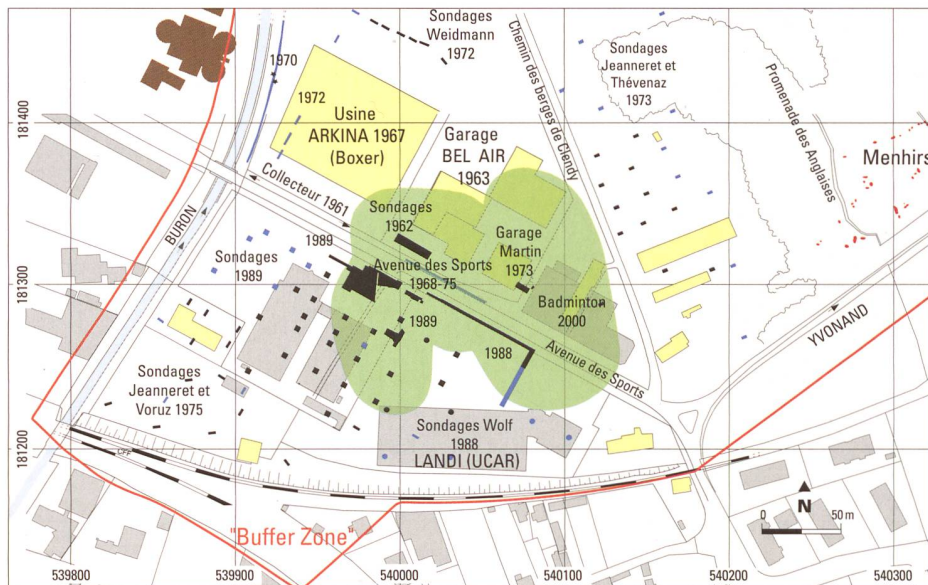 Sondages
Weidmann
1972
1970
1972
Usine
ARKINA 1967
(Boxer)
Garage
BEL AIR
1963
Chemin des berges de Clendy
Sondages
Jeanneret et
Thévenaz
1973
Promenade des Anglaises
Menhirs
181400
Collecteur 1961
BURON
Sondages
1962
Sondages
1989
1989
Avenue des Sports
1968-75
Garage
Martin
1973
Badminton
2000
181300
1989
1988
Avenue des Sports
YVONAND
Sondages
Jeanneret et
Voruz 1975
Sondages Wolf
1988
LANDI (UCAR)
181200
CFF
"Buffer Zone"
N
0 50 m
539800
539900
540000
540100
540200
540300